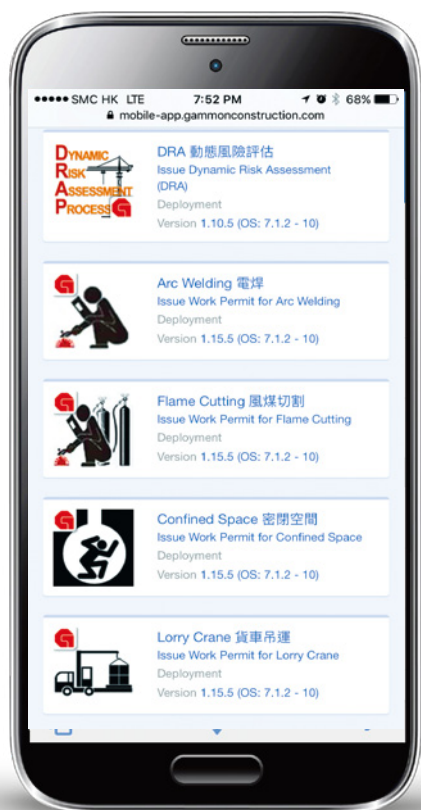 SMC HK LTE 7:52 PM 68%
mobile-app.gammonconstruction.com
DYNAMIC
RISK
ASSESSMENT
PROCESS
DRA 動態風險評估
Issue Dynamic Risk Assessment
(DRA)
Deployment
Version 1.10.5 (OS: 7.1.2 - 10)
Arc Welding 電焊
Issue Work Permit for Arc Welding
Deployment
Version 1.15.5 (OS: 7.1.2 - 10)
Flame Cutting 風煤切割
Issue Work Permit for Flame Cutting
Deployment
Version 1.15.5 (OS: 7.1.2 - 10)
Confined Space 密閉空間
Issue Work Permit for Confined Space
Deployment
Version 1.15.5 (OS: 7.1.2 - 10)
Lorry Crane 貨車吊運
Issue Work Permit for Lorry Crane
Deployment
Version 1.15.5 (OS: 7.1.2 - 10)